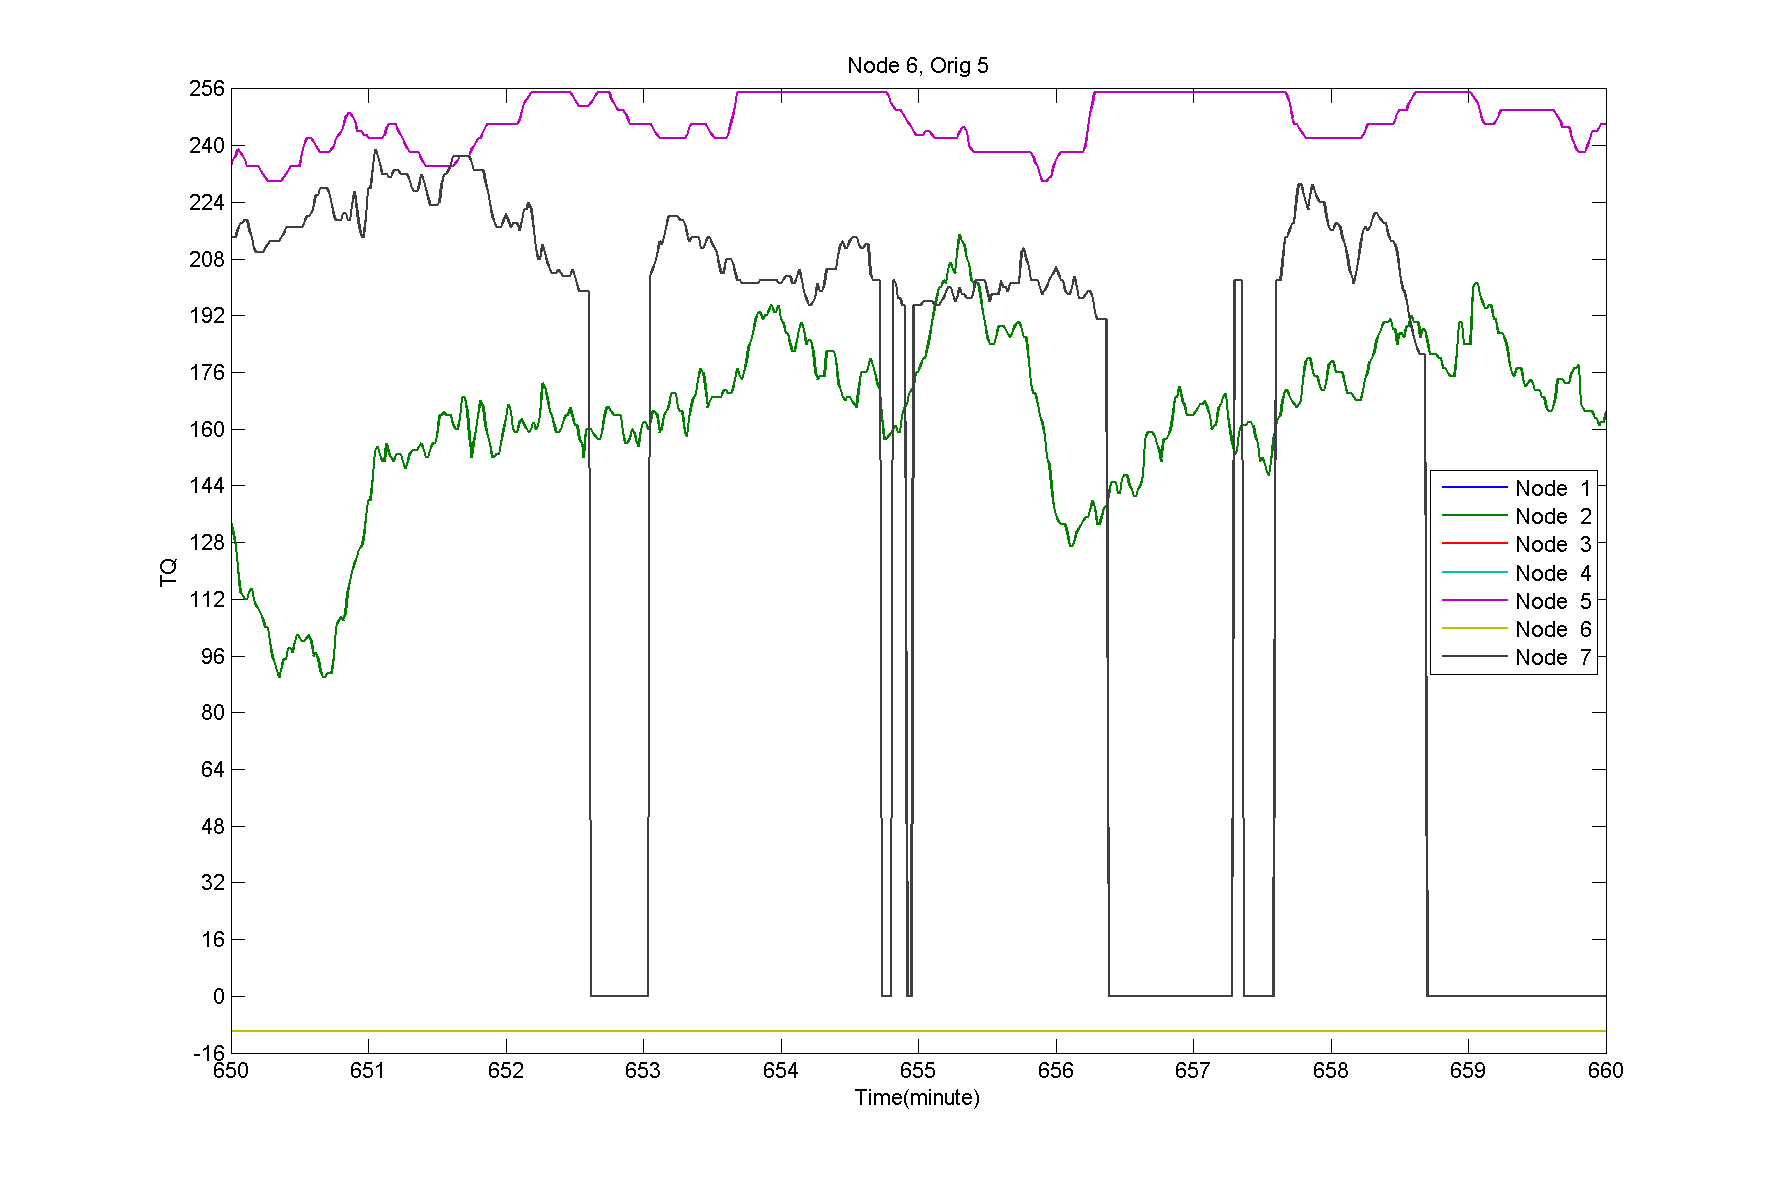 Node 6, Orig 5
256
240
224
208
192
176
160
144
128
112
96
80
64
48
32
16
0
-16
TQ
Node 1
Node 2
Node 3
Node 4
Node 5
Node 6
Node 7
650 651 652 653 654 655 656 657 658 659 660
Time(minute)